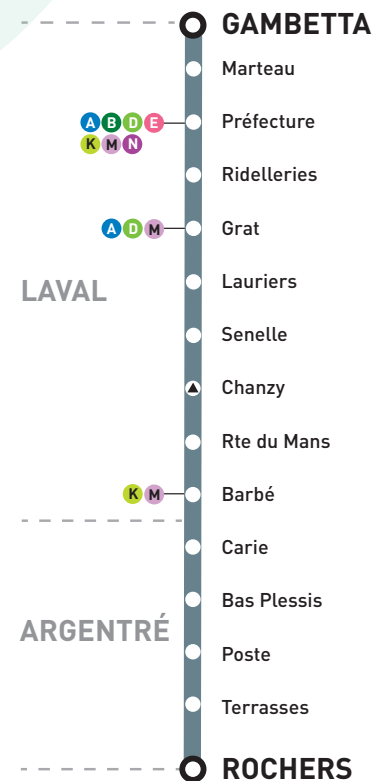 GAMBETTA
Marteau
A B D E
Préfecture
K M N
Ridelleries
A D M
Grat
LAVAL
Lauriers
Senelle
Chanzy
Rte du Mans
K M
Barbé
Carie
Bas Plessis
ARGENTRÉ
Poste
Terrasses
ROCHERS